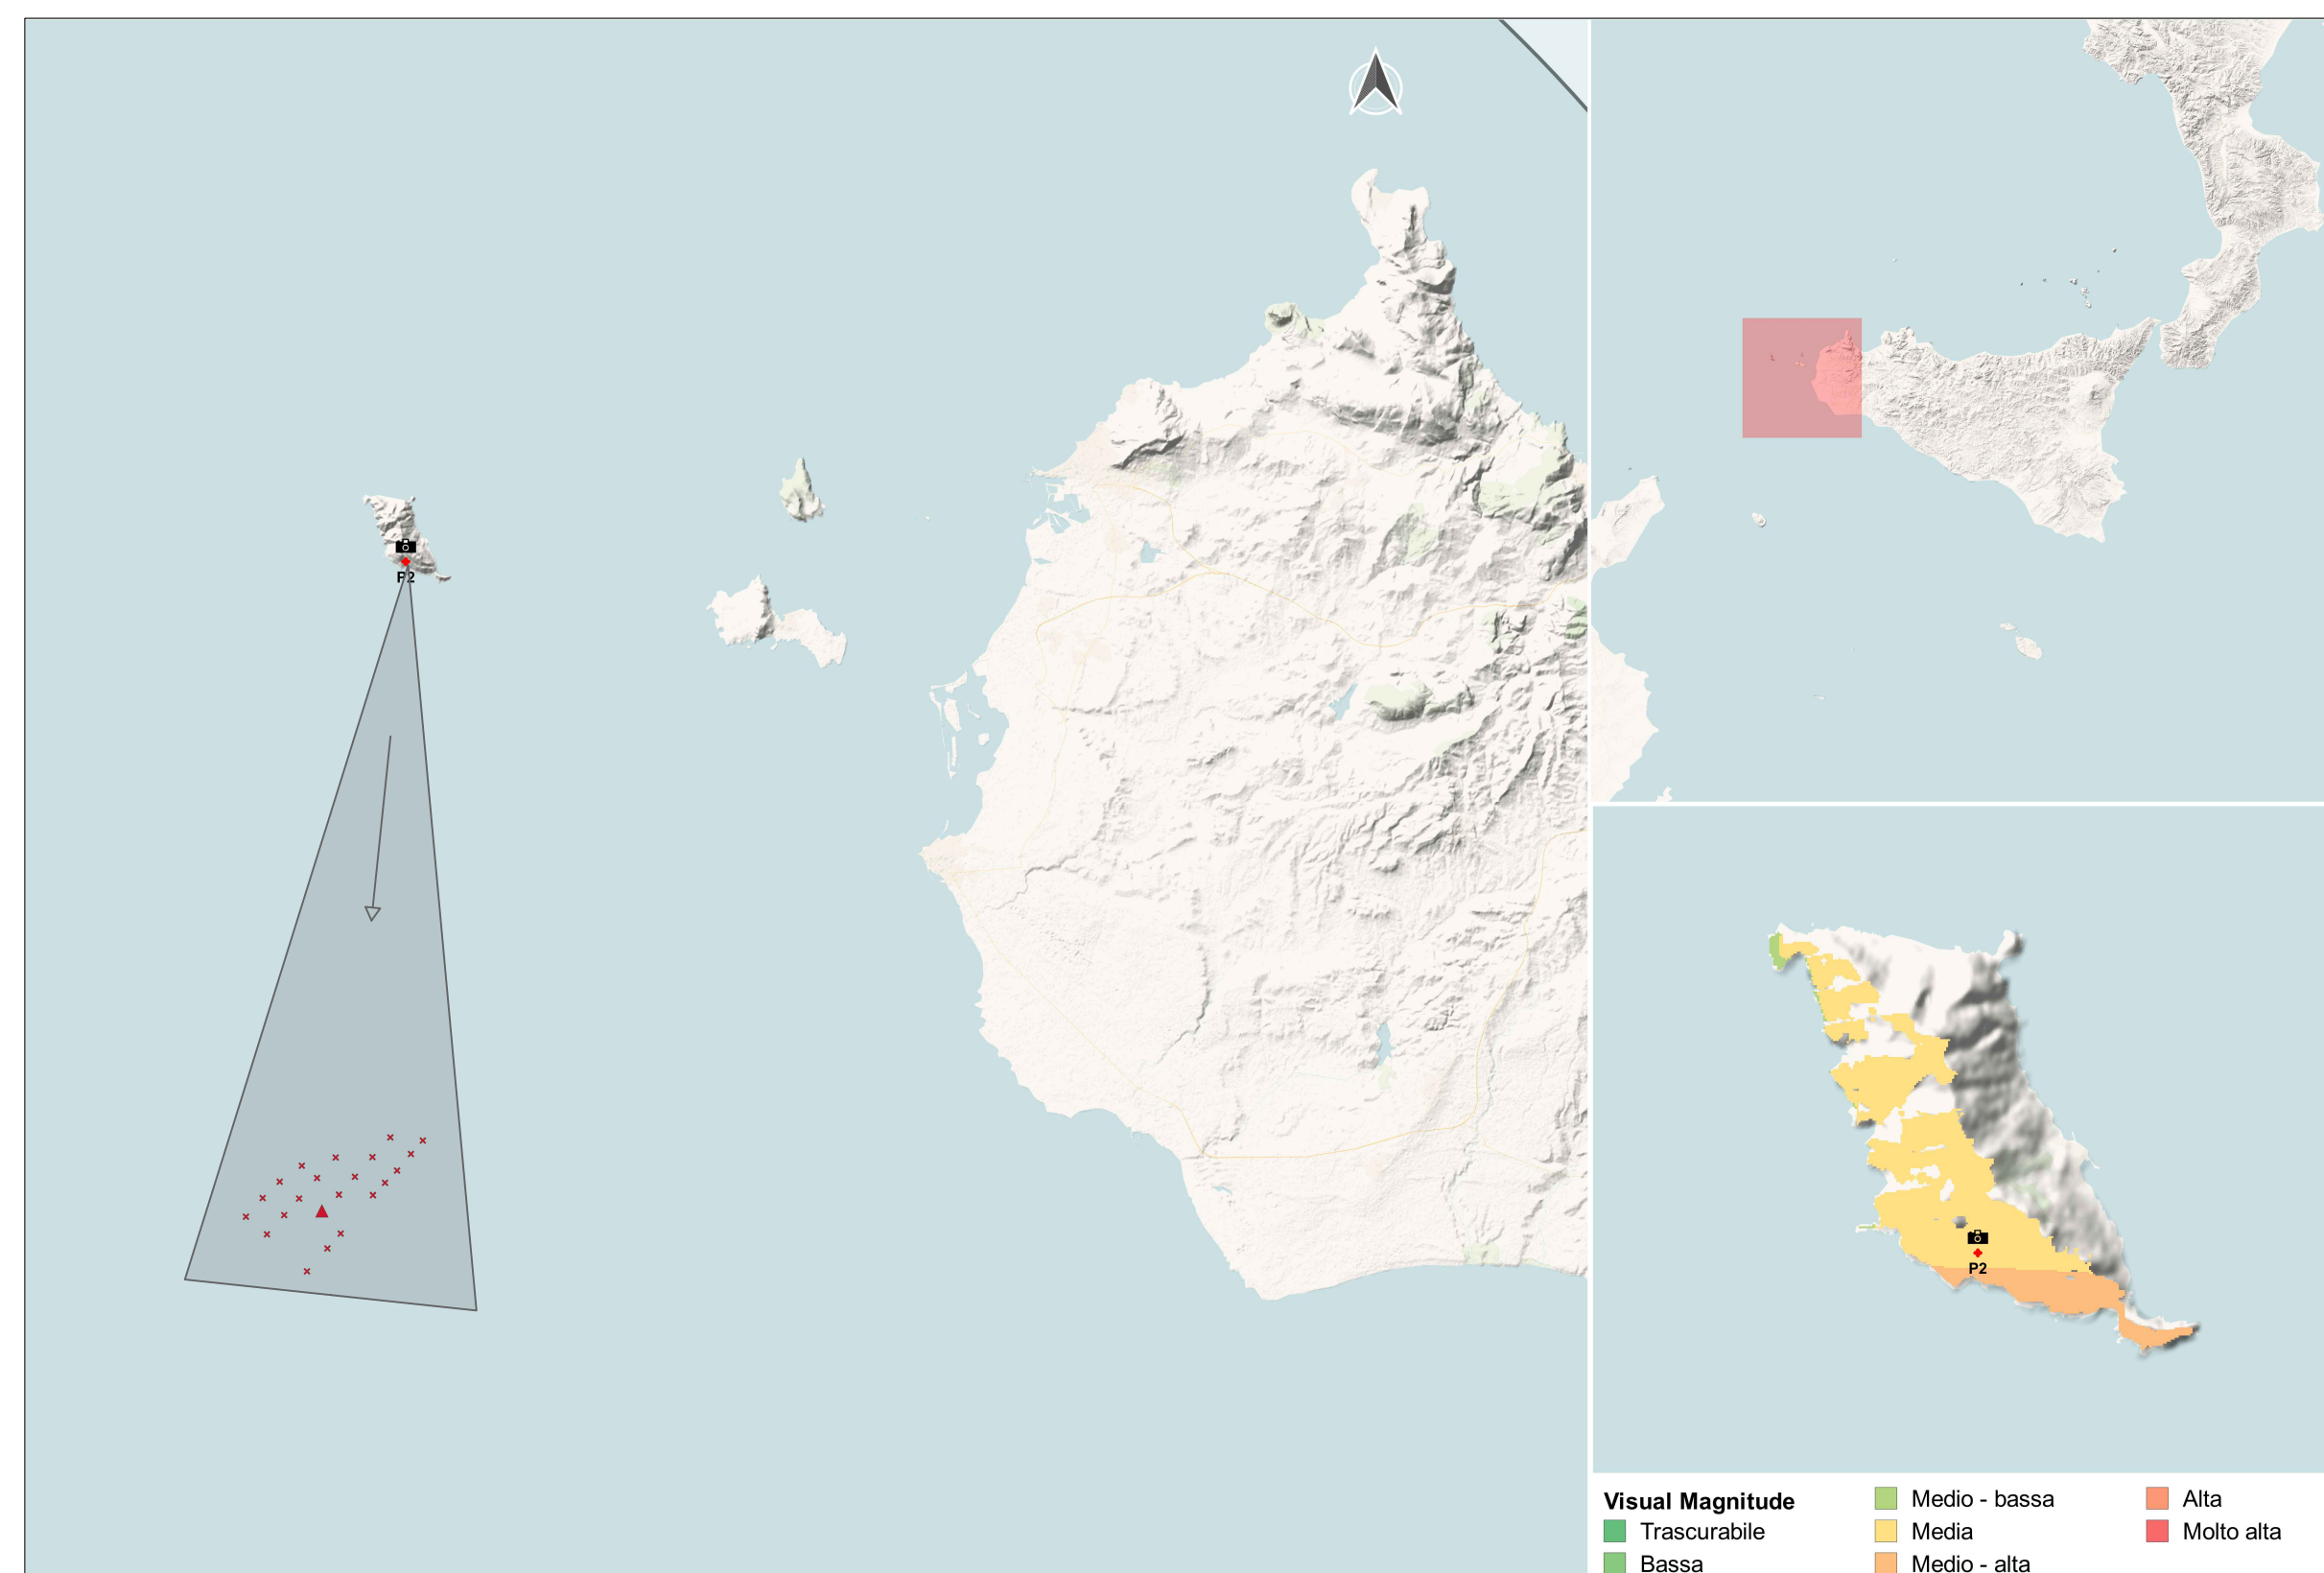 P2
P2
Visual Magnitude
Trascurabile
Bassa
Medio - bassa
Media
Medio - alta
Alta
Molto alta